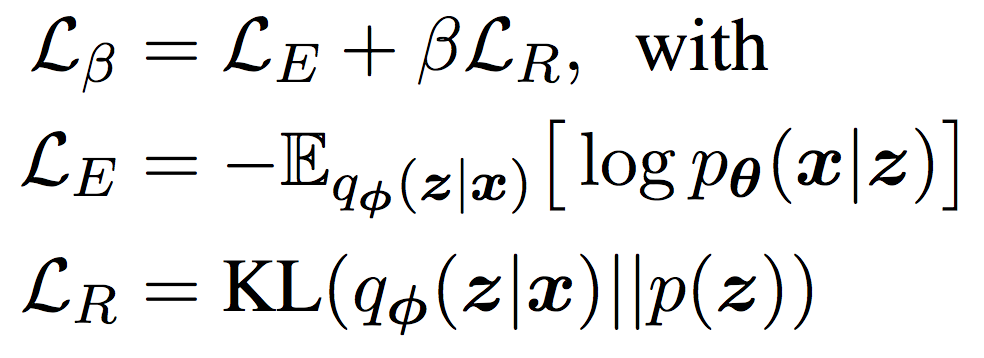 ℒ_β = ℒ_E + βℒ_R, with
ℒ_E = −𝔼_{q_ϕ(z|x)}[ log p_θ(x|z)]
ℒ_R = KL(q_ϕ(z|x)||p(z))